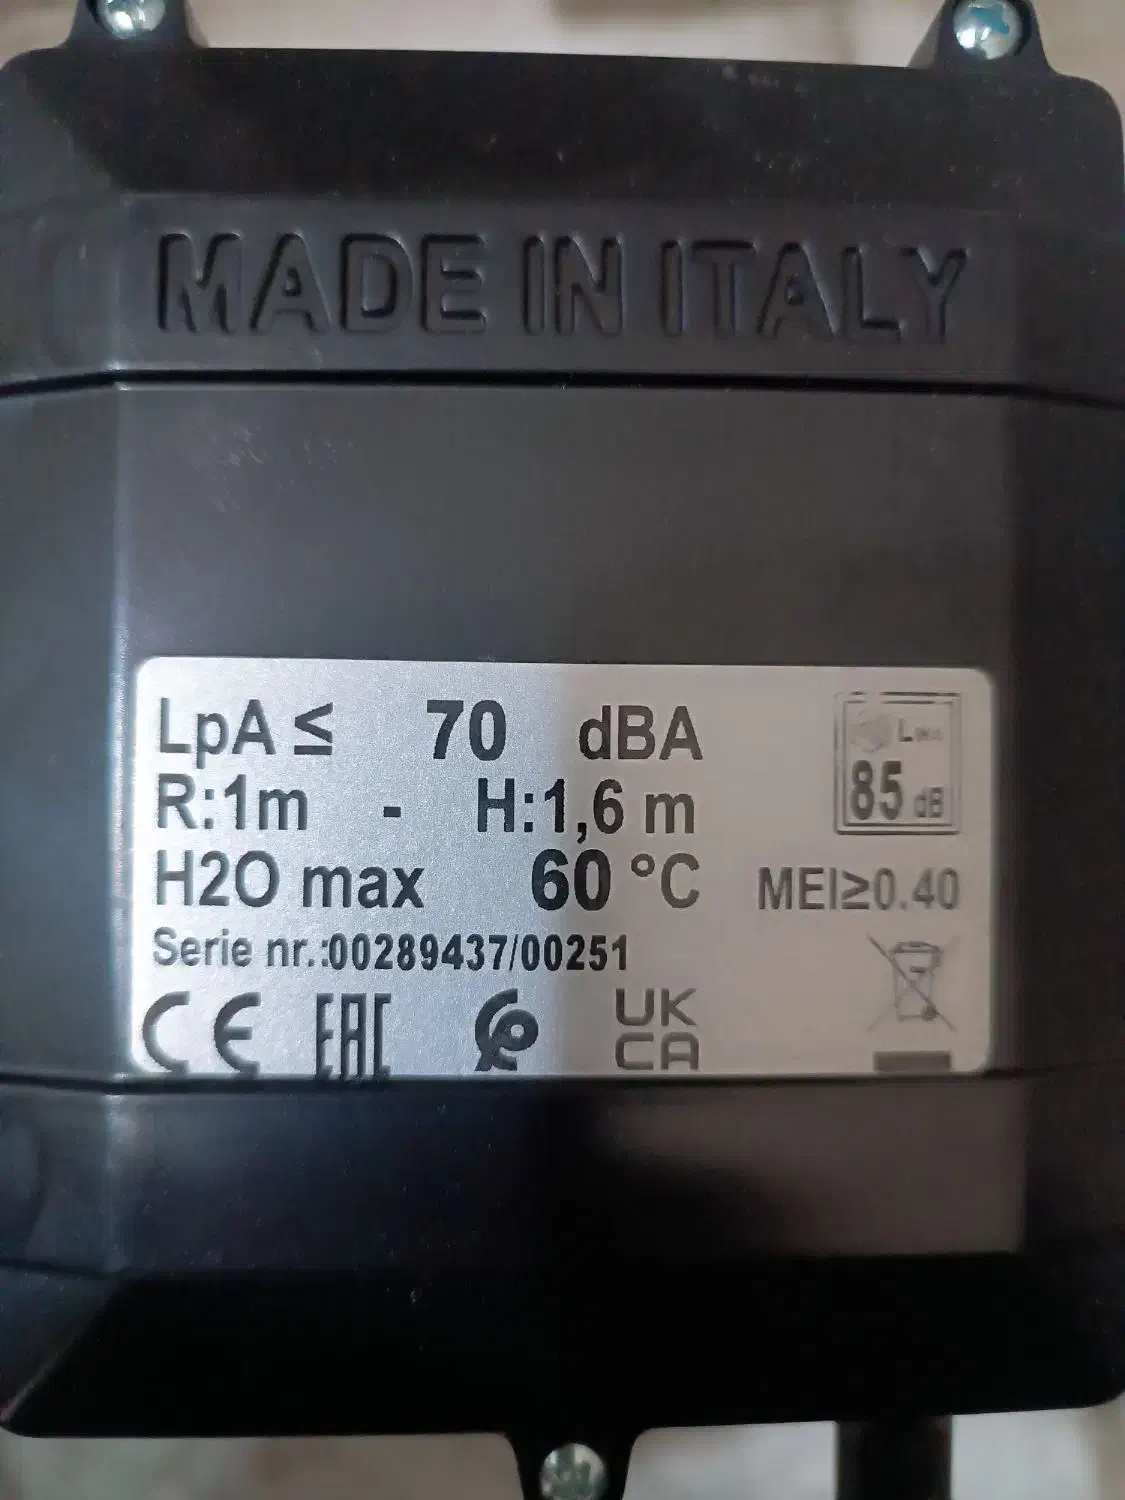 MADE IN ITALY
LpA ≤ 70 dBA
R:1m - H:1,6 m
H2O max 60 °C
Serie nr.:00289437/00251
CE EAC UK
CA
LWA
85 dB
MEI≥0.40